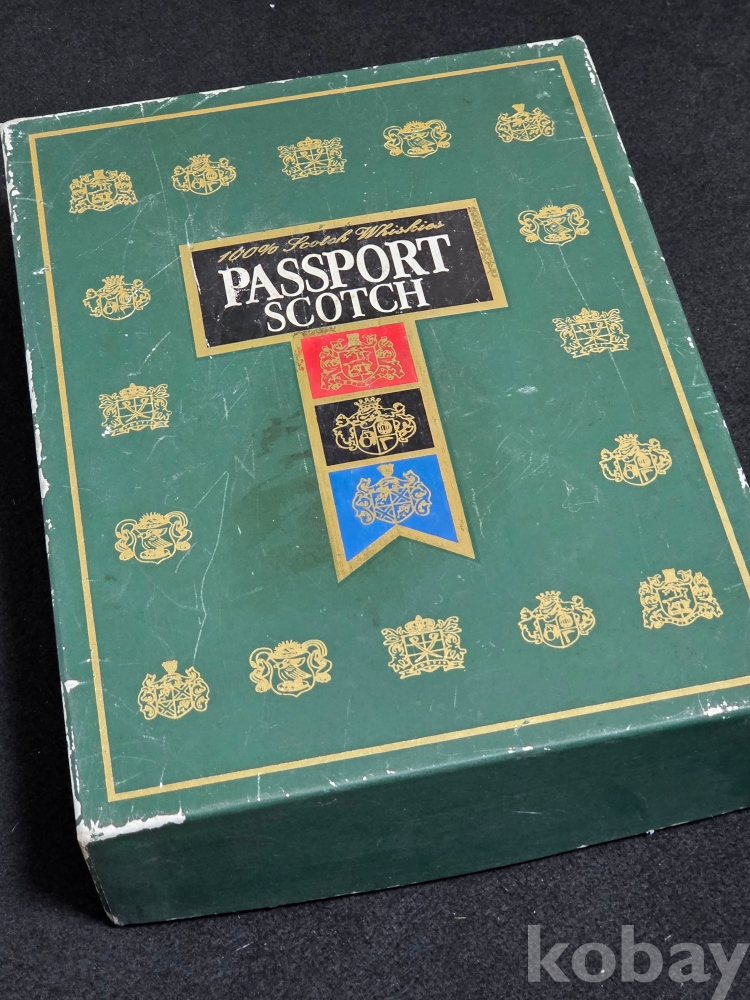 100% Scotch Whiskies
PASSPORT
SCOTCH
kobay